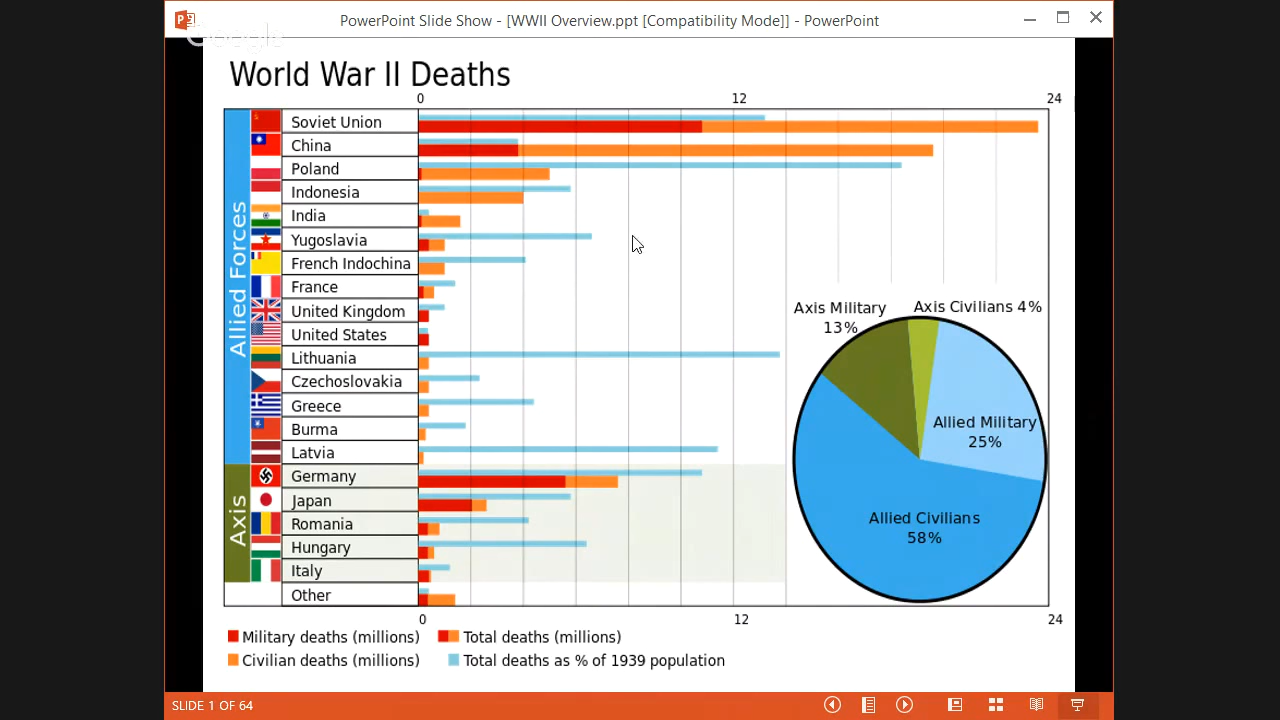 PowerPoint Slide Show - [WWII Overview.ppt [Compatibility Mode]] - PowerPoint
Google
World War II Deaths
0 12 24
Allied Forces
Soviet Union
China
Poland
Indonesia
India
Yugoslavia
French Indochina
France
United Kingdom
United States
Lithuania
Czechoslovakia
Greece
Burma
Latvia
Axis
Germany
Japan
Romania
Hungary
Italy
Other
Axis Military
13%
Axis Civilians 4%
Allied Military
25%
Allied Civilians
58%
0 12 24
Military deaths (millions) Total deaths (millions)
Civilian deaths (millions) Total deaths as % of 1939 population
SLIDE 1 OF 64